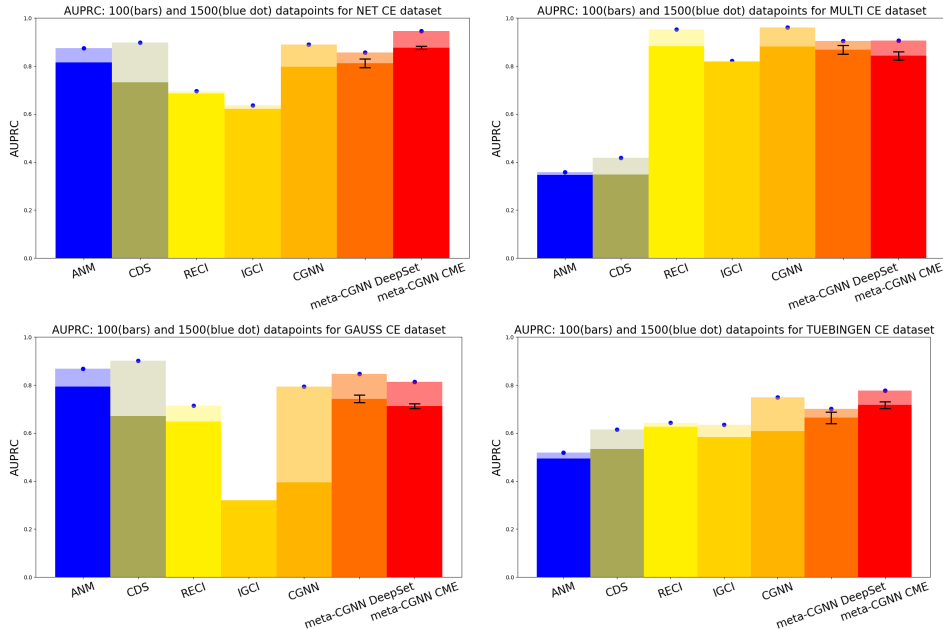 AUPRC: 100(bars) and 1500(blue dot) datapoints for NET CE dataset
AUPRC
1.0
0.8
0.6
0.4
0.2
0.0
ANM
CDS
RECI
IGCI
CGNN
meta-CGNN DeepSet
meta-CGNN CME
AUPRC: 100(bars) and 1500(blue dot) datapoints for MULTI CE dataset
AUPRC
1.0
0.8
0.6
0.4
0.2
0.0
ANM
CDS
RECI
IGCI
CGNN
meta-CGNN DeepSet
meta-CGNN CME
AUPRC: 100(bars) and 1500(blue dot) datapoints for GAUSS CE dataset
AUPRC
1.0
0.8
0.6
0.4
0.2
0.0
ANM
CDS
RECI
IGCI
CGNN
meta-CGNN DeepSet
meta-CGNN CME
AUPRC: 100(bars) and 1500(blue dot) datapoints for TUEBINGEN CE dataset
AUPRC
1.0
0.8
0.6
0.4
0.2
0.0
ANM
CDS
RECI
IGCI
CGNN
meta-CGNN DeepSet
meta-CGNN CME